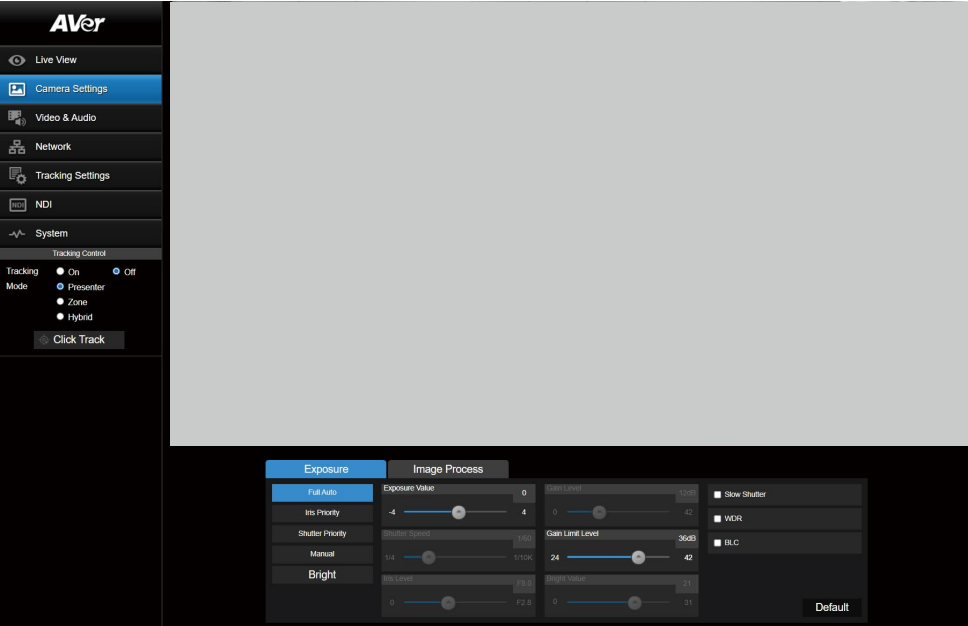 AVer
Live View
Camera Settings
Video & Audio
Network
Tracking Settings
NDI NDI
System
Tracking Control
Tracking On Off
Mode Presenter
Zone
Hybrid
Click Track
Exposure Image Process
Full Auto
Iris Priority
Shutter Priority
Manual
Bright
Exposure Value 0
-4 4
Shutter Speed 1/60
1/4 1/10K
Iris Level
0 F2.8
Gain Level 12dB
0 42
Gain Limit Level 36dB
24 42
Bright Value 21
0 31
Slow Shutter
WDR
BLC
Default